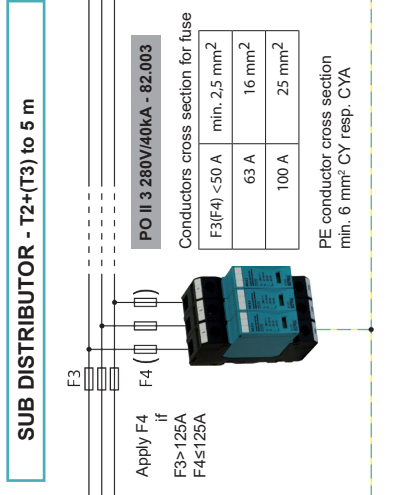 SUB DISTRIBUTOR - T2+(T3) to 5 m
F3
F4
Apply F4
if
F3>125A
F4≤125A
PO II 3 280V/40kA - 82.003
Conductors cross section for fuse
F3(F4) <50 A min. 2,5 mm²
63 A 16 mm²
100 A 25 mm²
PE conductor cross section
min. 6 mm² CY resp. CYA